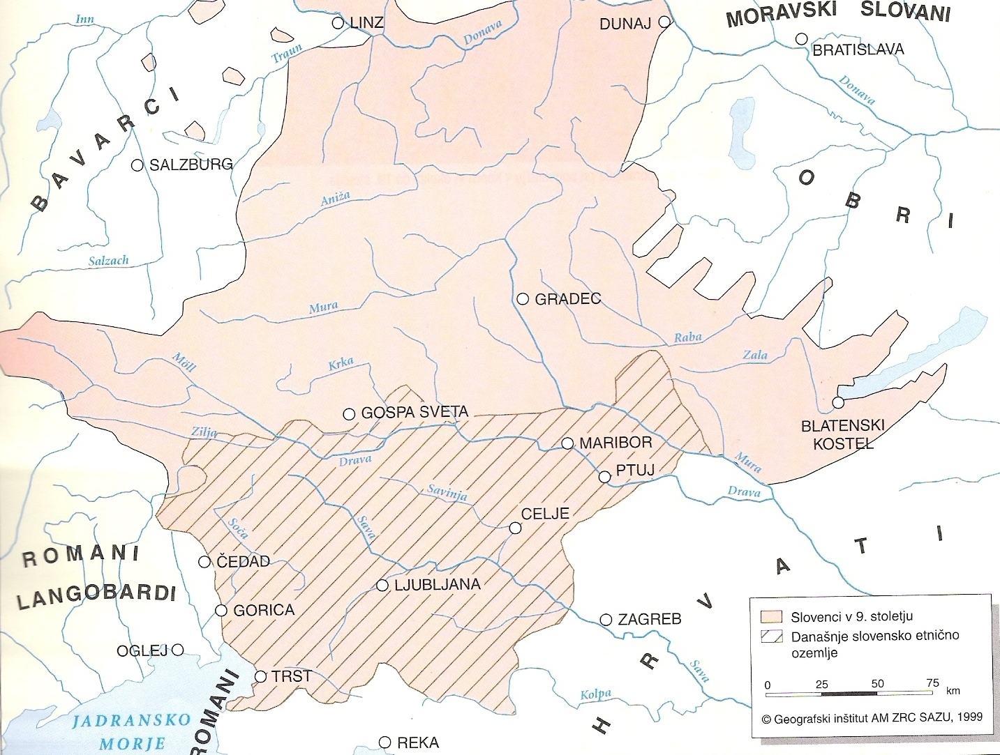 MORAVSKI SLOVANI
Inn
LINZ
Donava
DUNAJ
BRATISLAVA
Traun
Donava
BAVARCI
SALZBURG
OBRI
Aniža
Salzach
Mura
GRADEC
Raba
Zala
Möll
Krka
GOSPA SVETA
BLATENSKI
KOSTEL
Zilja
MARIBOR
Drava
PTUJ
Mura
Drava
Savinja
CELJE
Soča
Sava
ROMANI
LANGOBARDI
ČEDAD
LJUBLJANA
GORICA
ZAGREB
HRVATI
OGLEJ
TRST
Sava
Kolpa
ROMANI
JADRANSKO
MORJE
REKA
Slovenci v 9. stoletju
Današnje slovensko etnično
ozemlje
0 25 50 75 km
© Geografski inštitut AM ZRC SAZU, 1999